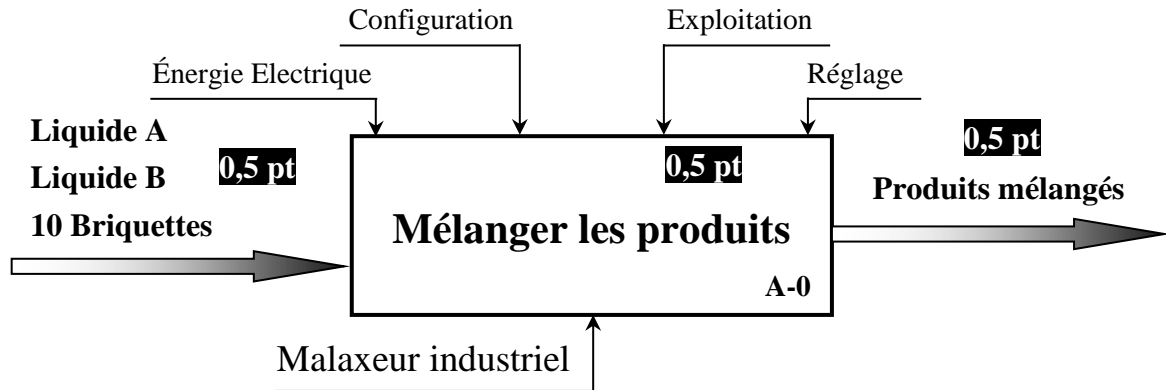 Configuration
Exploitation
Énergie Electrique
Réglage
Liquide A
Liquide B
10 Briquettes
0,5 pt
0,5 pt
0,5 pt
Produits mélangés
Mélanger les produits
A-0
Malaxeur industriel